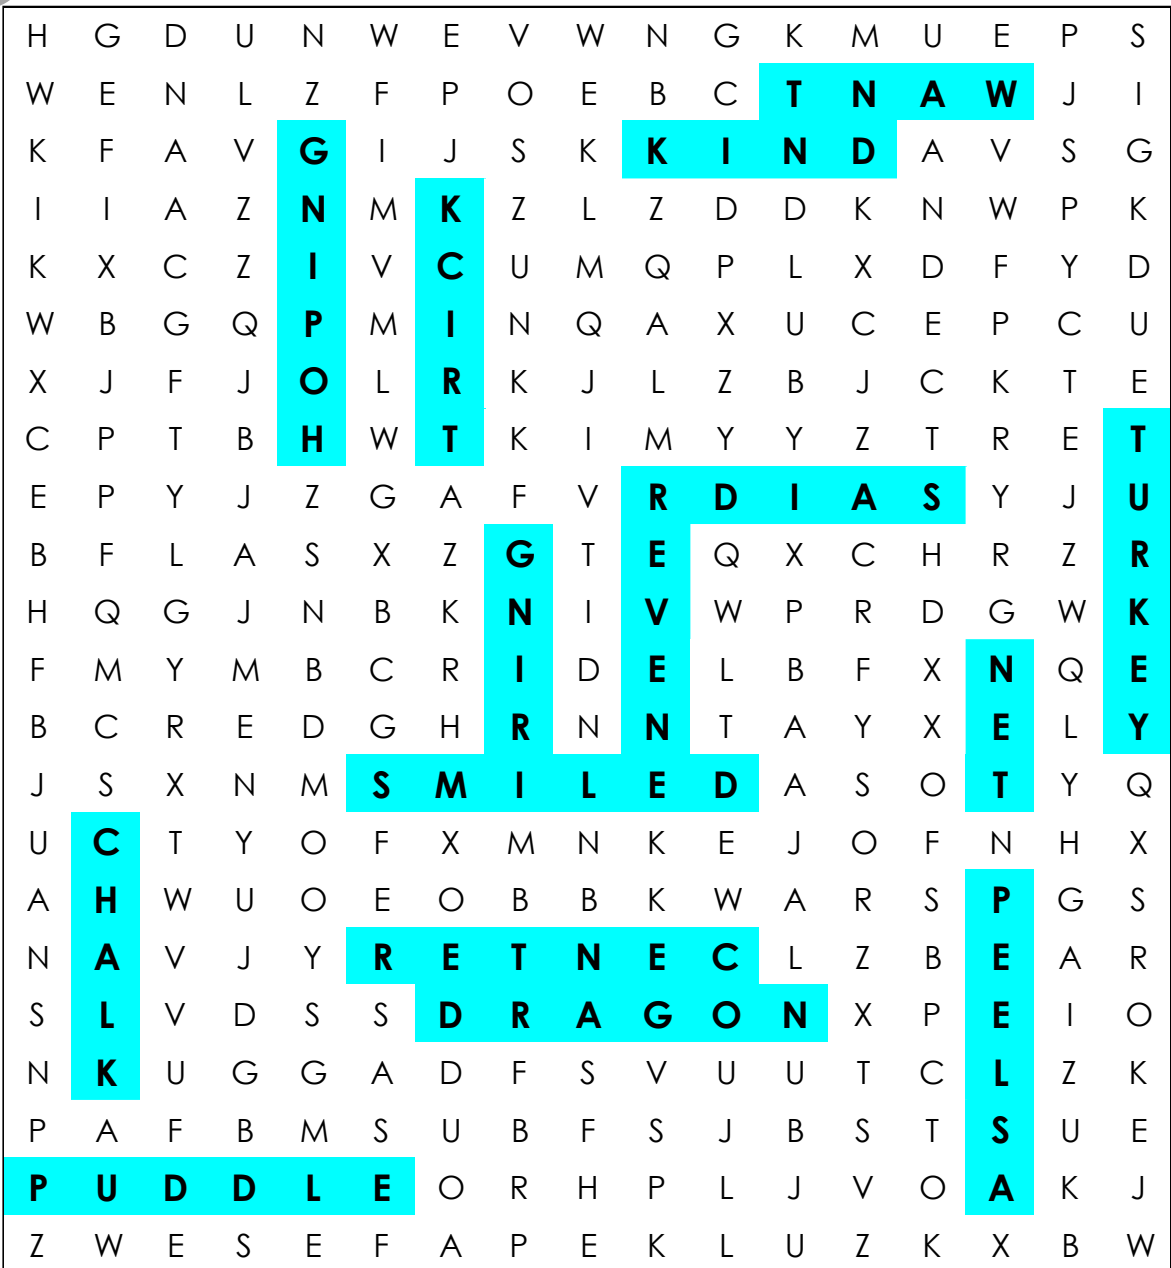 H G D U N W E V W N G K M U E P S
W E N L Z F P O E B C T N A W J I
K F A V G I J S K K I N D A V S G
I I A Z N M K Z L Z D D K N W P K
K X C Z I V C U M Q P L X D F Y D
W B G Q P M I N Q A X U C E P C U
X J F J O L R K J L Z B J C K T E
C P T B H W T K I M Y Y Z T R E T
E P Y J Z G A F V R D I A S Y J U
B F L A S X Z G T E Q X C H R Z R
H Q G J N B K N I V W P R D G W K
F M Y M B C R I D E L B F X N Q E
B C R E D G H R N N T A Y X E L Y
J S X N M S M I L E D A S O T Y Q
U C T Y O F X M N K E J O F N H X
A H W U O E O B B K W A R S P G S
N A V J Y R E T N E C L Z B E A R
S L V D S S D R A G O N X P E I O
N K U G G A D F S V U U T C L Z K
P A F B M S U B F S J B S T S U E
P U D D L E O R H P L J V O A K J
Z W E S E F A P E K L U Z K X B W